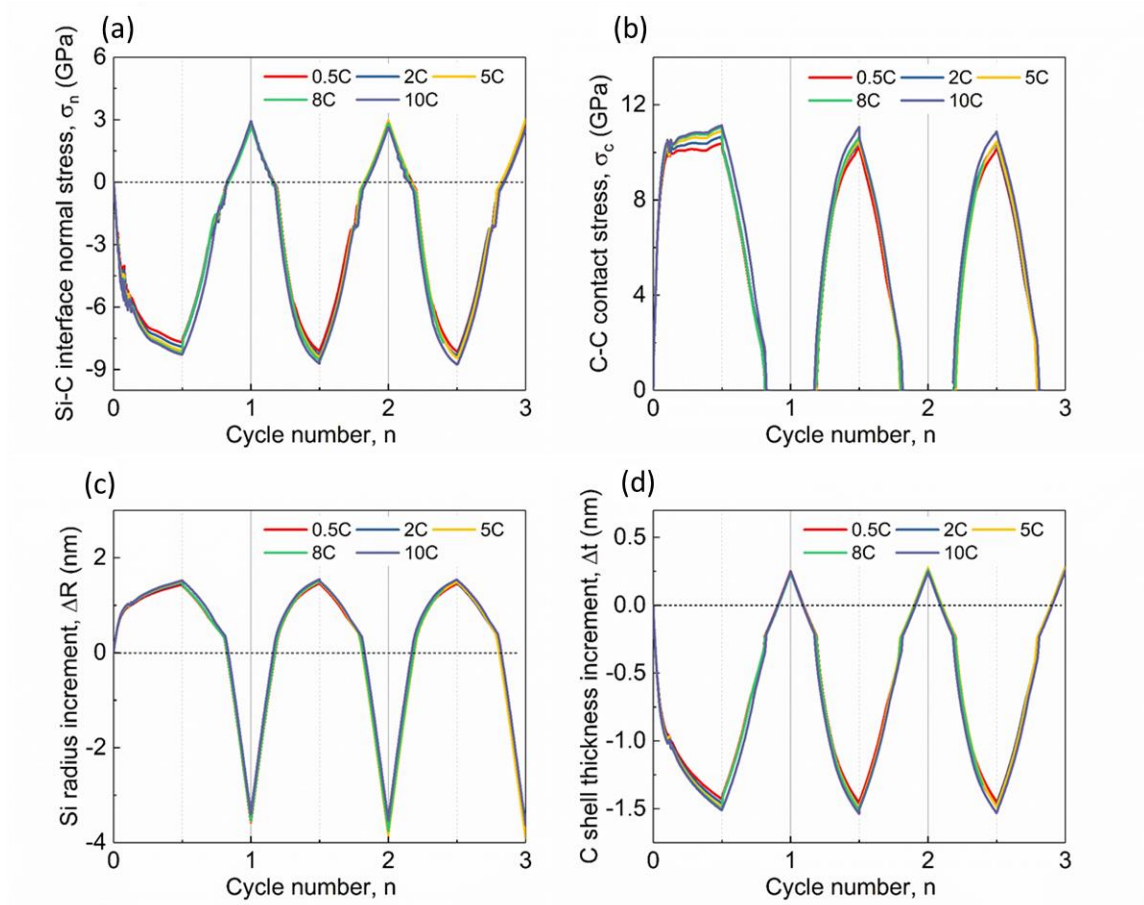 (a)
Si-C interface normal stress, σn (GPa)
6
3
0
-3
-6
-9
0.5C 2C 5C
8C 10C
0 1 2 3
Cycle number, n
(b)
C-C contact stress, σc (GPa)
12
8
4
0
0.5C 2C 5C
8C 10C
0 1 2 3
Cycle number, n
(c)
Si radius increment, ΔR (nm)
2
0
-2
-4
0.5C 2C 5C
8C 10C
0 1 2 3
Cycle number, n
(d)
C shell thickness increment, Δt (nm)
0.5
0.0
-0.5
-1.0
-1.5
0.5C 2C 5C
8C 10C
0 1 2 3
Cycle number, n